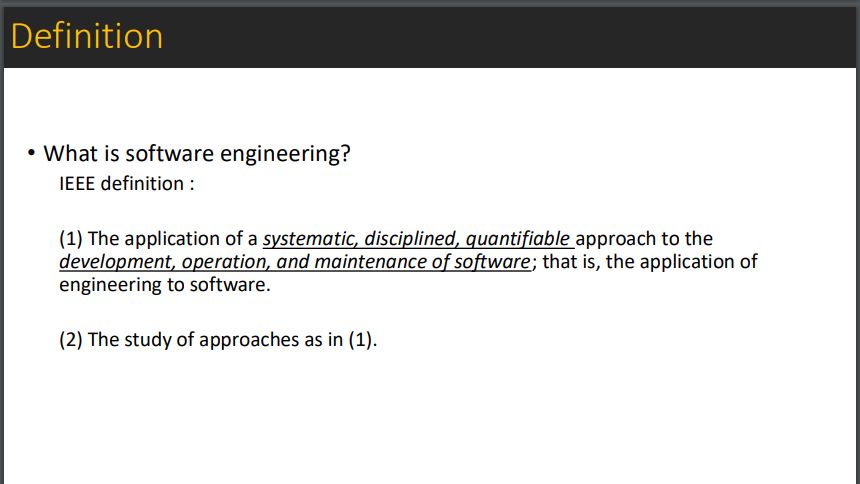 Definition
• What is software engineering?
IEEE definition :
(1) The application of a systematic, disciplined, quantifiable approach to the
development, operation, and maintenance of software; that is, the application of
engineering to software.
(2) The study of approaches as in (1).